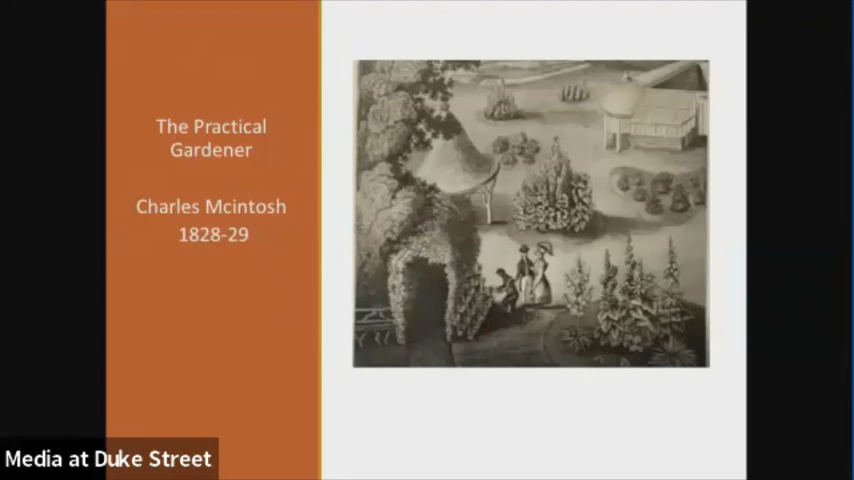 The Practical
Gardener
Charles Mcintosh
1828-29
Media at Duke Street